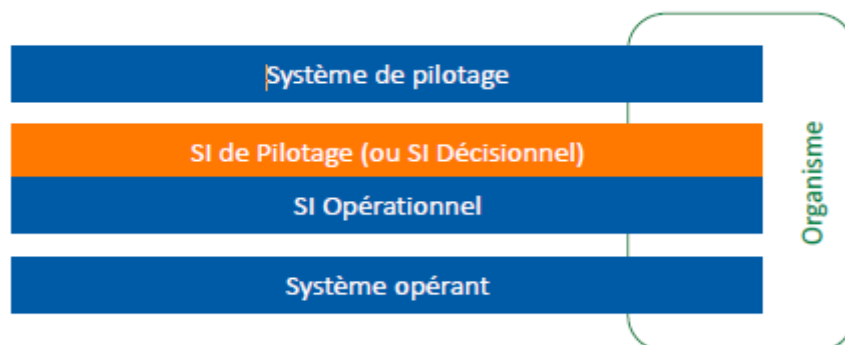 Système de pilotage
SI de Pilotage (ou SI Décisionnel)
SI Opérationnel
Système opérant
Organisme